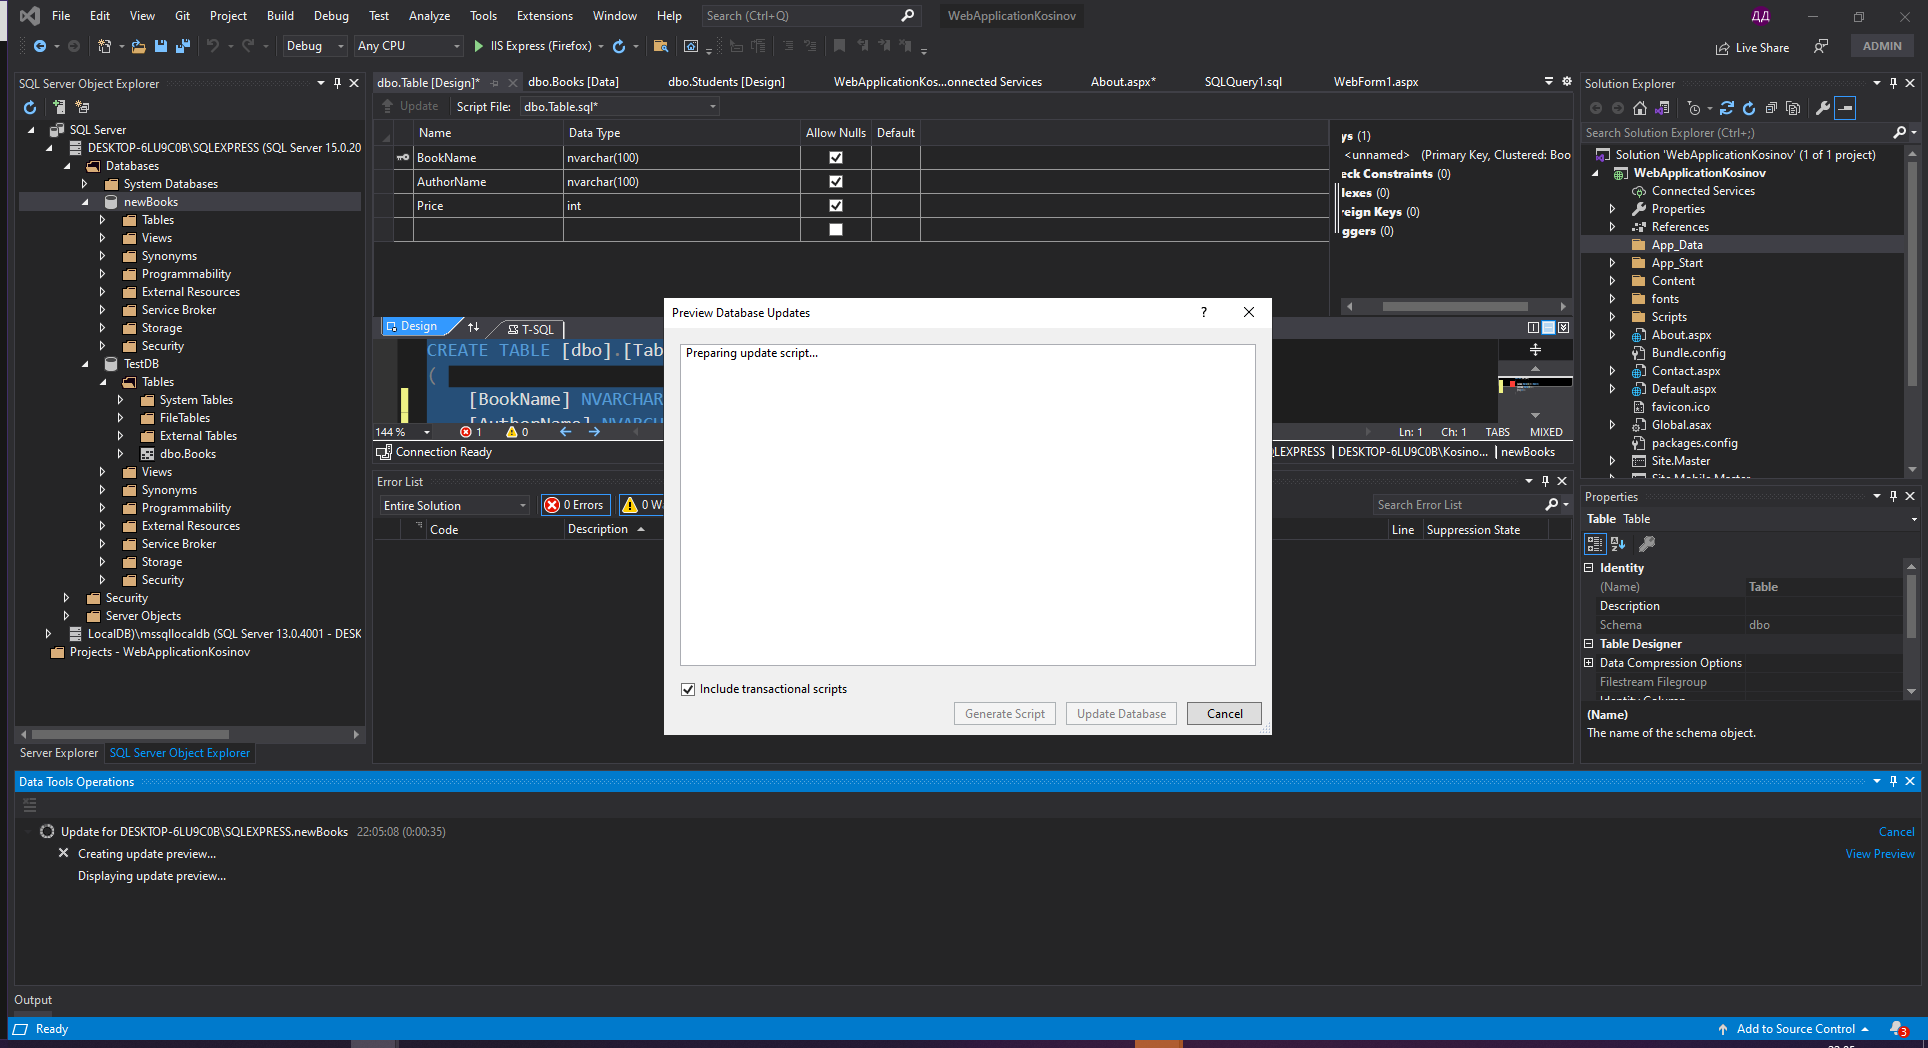 File Edit View Git Project Build Debug Test Analyze Tools Extensions Window Help Search (Ctrl+Q) WebApplicationKosinov ДД
Debug Any CPU IIS Express (Firefox) Live Share ADMIN
SQL Server Object Explorer
SQL Server
DESKTOP-6LU9C0B\SQLEXPRESS (SQL Server 15.0.20
Databases
System Databases
newBooks
Tables
Views
Synonyms
Programmability
External Resources
Service Broker
Storage
Security
TestDB
Tables
System Tables
FileTables
External Tables
dbo.Books
Views
Synonyms
Programmability
External Resources
Service Broker
Storage
Security
Security
Server Objects
LocalDB)\mssqllocaldb (SQL Server 13.0.4001 - DESK
Projects - WebApplicationKosinov
Server Explorer SQL Server Object Explorer
dbo.Table [Design]* dbo.Books [Data] dbo.Students [Design] WebApplicationKos...onnected Services About.aspx* SQLQuery1.sql WebForm1.aspx
Update Script File: dbo.Table.sql*
Name Data Type Allow Nulls Default
BookName nvarchar(100)
AuthorName nvarchar(100)
Price int
ys (1)
<unnamed> (Primary Key, Clustered: Boo
eck Constraints (0)
lexes (0)
reign Keys (0)
ggers (0)
Design T-SQL
CREATE TABLE [dbo].[Tab
(
[BookName] NVARCHAR
[AuthorName] NVARCH
144 % 1 0 Ln: 1 Ch: 1 TABS MIXED
Connection Ready QLEXPRESS DESKTOP-6LU9C0B\Kosino... newBooks
Error List
Entire Solution 0 Errors 0 W Search Error List
Code Description Line Suppression State
Preview Database Updates ?
Preparing update script...
Include transactional scripts
Generate Script Update Database Cancel
Solution Explorer
Search Solution Explorer (Ctrl+;)
Solution 'WebApplicationKosinov' (1 of 1 project)
WebApplicationKosinov
Connected Services
Properties
References
App_Data
App_Start
Content
fonts
Scripts
About.aspx
Bundle.config
Contact.aspx
Default.aspx
favicon.ico
Global.asax
packages.config
Site.Master
Site.Mobile.Master
Properties
Table Table
Identity
(Name) Table
Description
Schema dbo
Table Designer
Data Compression Options
Filestream Filegroup
Identity Column
(Name)
The name of the schema object.
Data Tools Operations
Update for DESKTOP-6LU9C0B\SQLEXPRESS.newBooks 22:05:08 (0:00:35) Cancel
Creating update preview... View Preview
Displaying update preview...
Output
Ready Add to Source Control 3